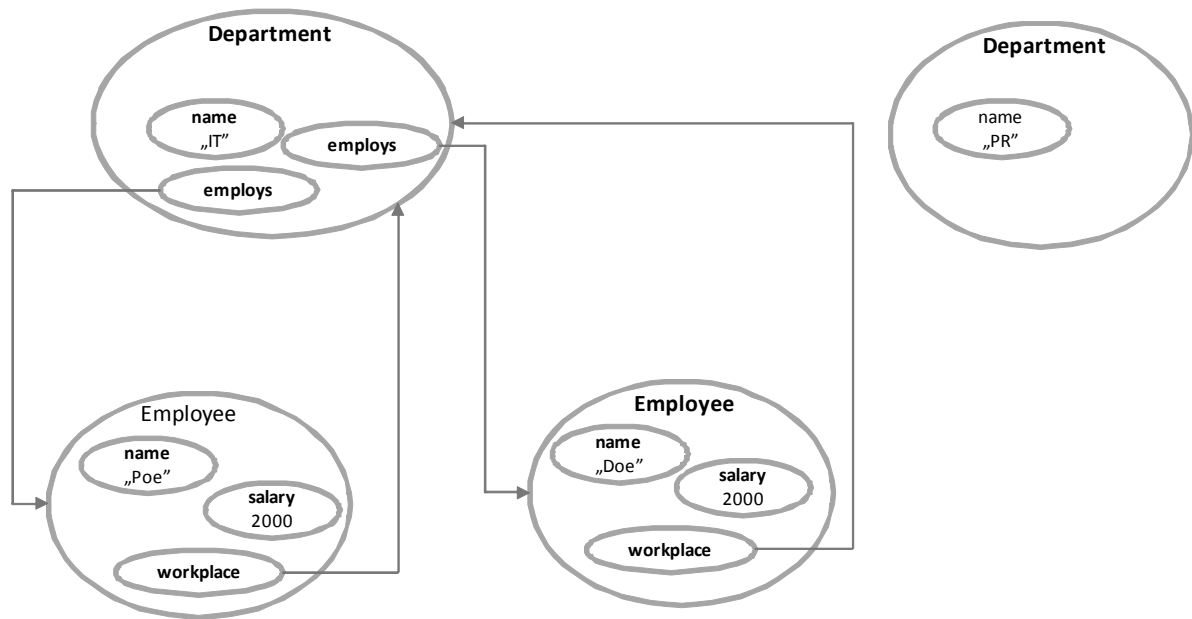 Department
name
„IT”
employs
employs
Department
name
„PR”
Employee
name
„Poe”
salary
2000
workplace
Employee
name
„Doe”
salary
2000
workplace